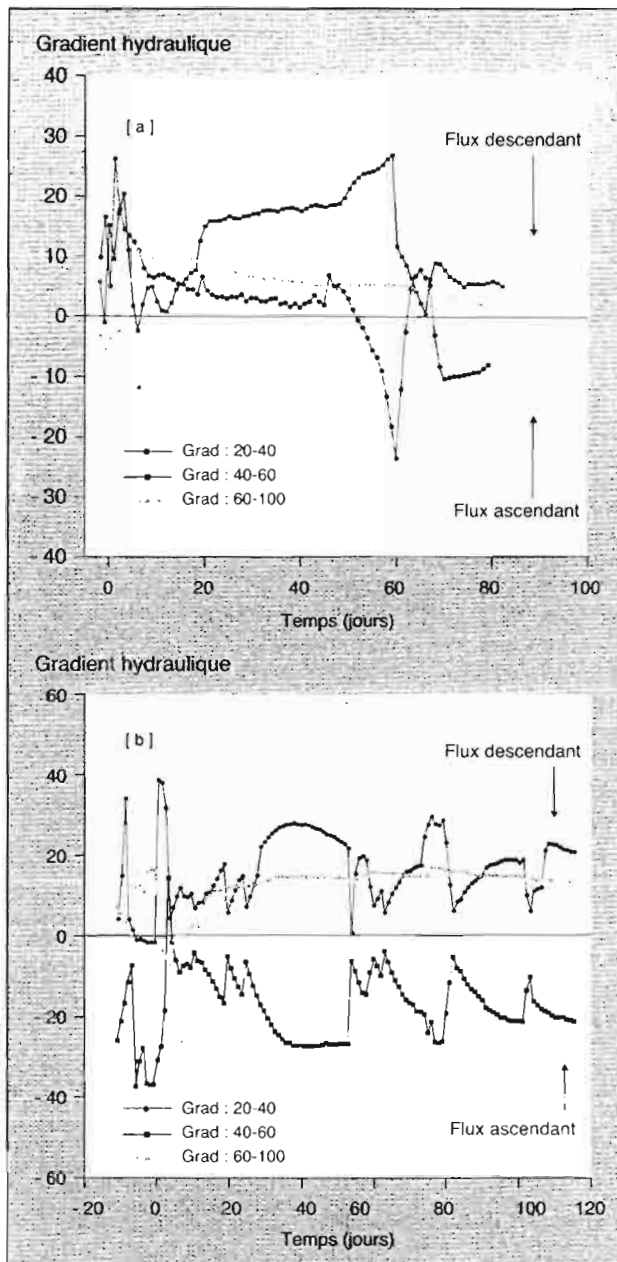 Gradient hydraulique
40
30
20
10
0
- 10
- 20
- 30
- 40
[ a ]
Flux descendant
Grad : 20-40
Grad : 40-60
Grad : 60-100
Flux ascendant
0
20
40
60
80
100
Temps (jours)
Gradient hydraulique
60
40
20
0
- 20
- 40
- 60
[ b ]
Flux descendant
Grad : 20-40
Grad : 40-60
Grad : 60-100
Flux ascendant
- 20
0
20
40
60
80
100
120
Temps (jours)